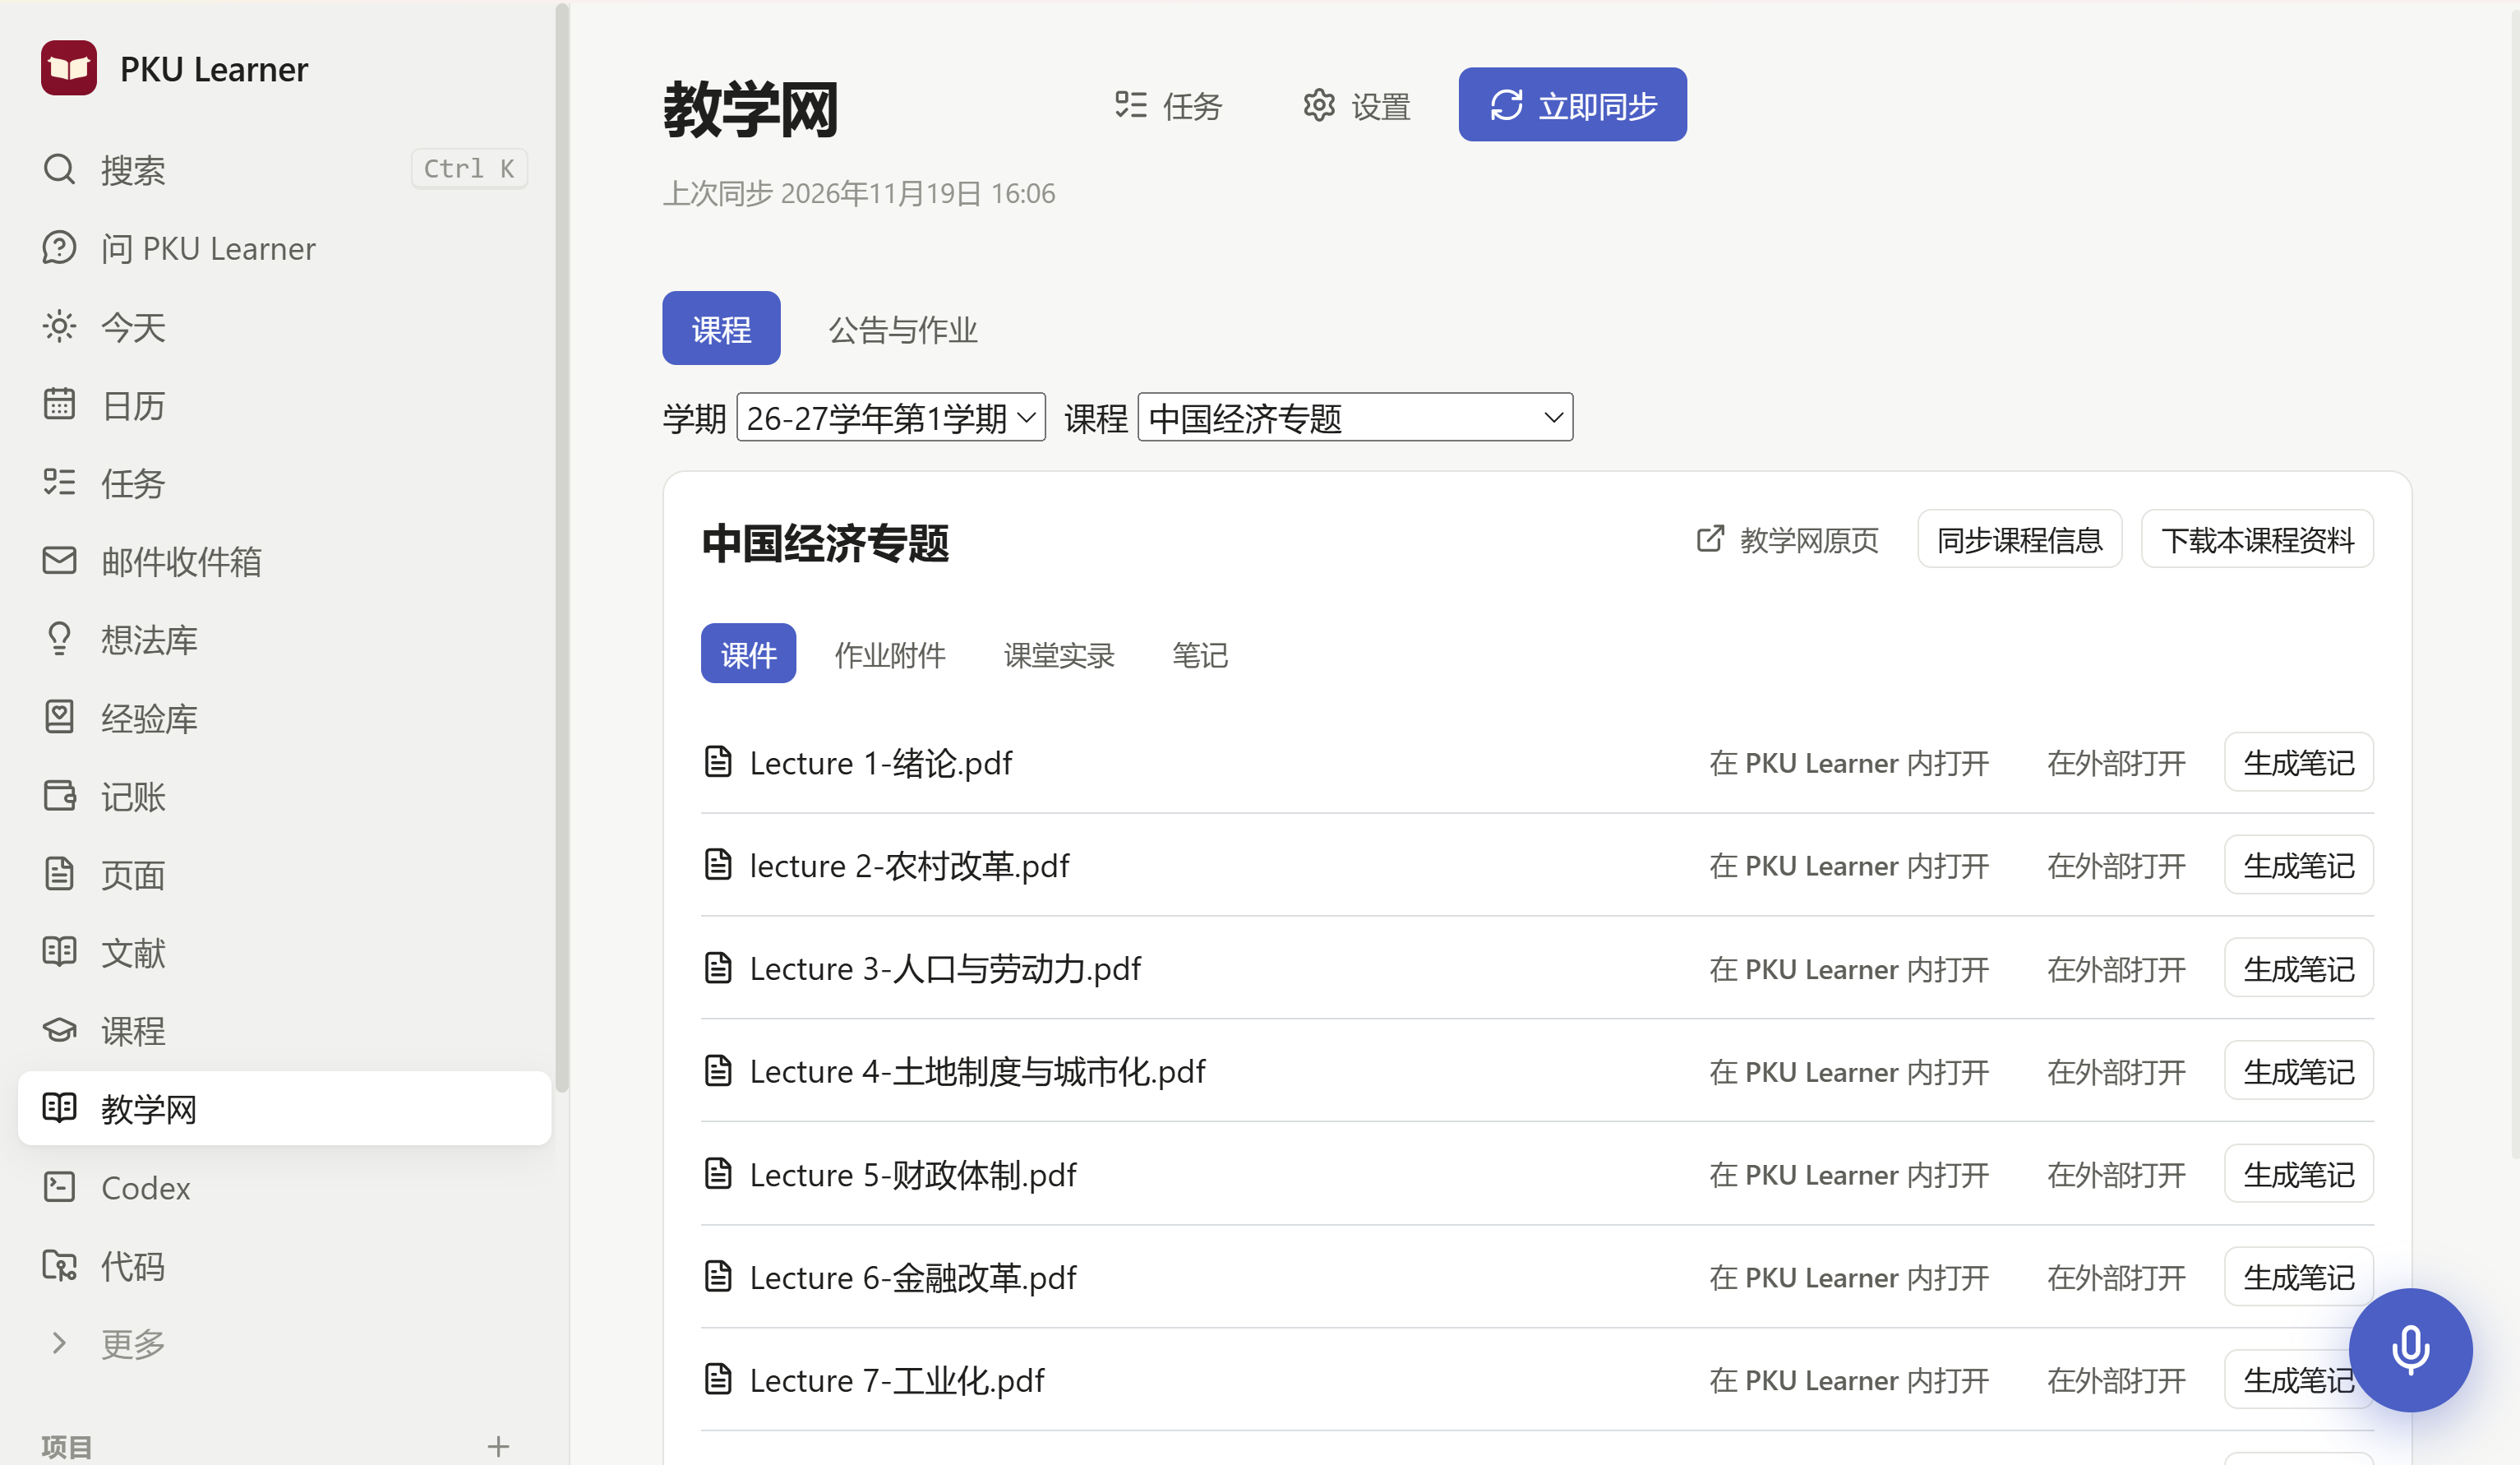 PKU Learner
搜索 Ctrl K
问 PKU Learner
今天
日历
任务
邮件收件箱
想法库
经验库
记账
页面
文献
课程
教学网
Codex
代码
更多
项目
教学网 任务 设置 立即同步
上次同步 2026年11月19日 16:06
课程 公告与作业
学期 26-27学年第1学期 课程 中国经济专题
中国经济专题 教学网原页 同步课程信息 下载本课程资料
课件 作业附件 课堂实录 笔记
Lecture 1-绪论.pdf 在 PKU Learner 内打开 在外部打开 生成笔记
lecture 2-农村改革.pdf 在 PKU Learner 内打开 在外部打开 生成笔记
Lecture 3-人口与劳动力.pdf 在 PKU Learner 内打开 在外部打开 生成笔记
Lecture 4-土地制度与城市化.pdf 在 PKU Learner 内打开 在外部打开 生成笔记
Lecture 5-财政体制.pdf 在 PKU Learner 内打开 在外部打开 生成笔记
Lecture 6-金融改革.pdf 在 PKU Learner 内打开 在外部打开 生成笔记
Lecture 7-工业化.pdf 在 PKU Learner 内打开 在外部打开 生成笔记